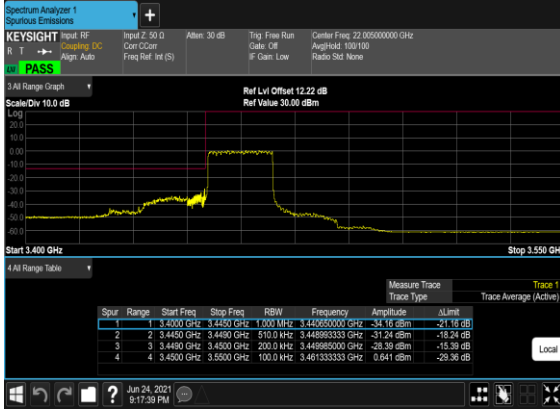 Spectrum Analyzer 1
Spurious Emissions
+
KEYSIGHT Input: RF Input Z: 50 Ω Atten: 30 dB Trig: Free Run Center Freq: 22.005000000 GHz
R T Coupling: DC Corr CCorr Gate: Off Avg|Hold: 100/100
Align: Auto Freq Ref: Int (S) IF Gain: Low Radio Std: None
PASS
3 All Range Graph
Ref Lvl Offset 12.22 dB
Scale/Div 10.0 dB Ref Value 30.00 dBm
Log
20.0
10.0
0.00
-10.0
-20.0
-30.0
-40.0
-50.0
-60.0
Start 3.400 GHz Stop 3.550 GH
4 All Range Table
Measure Trace Trace 1
Trace Type Trace Average (Active)
Spur Range Start Freq Stop Freq RBW Frequency Amplitude ΔLimit
1 1 3.4000 GHz 3.4450 GHz 1.000 MHz 3.440650000 GHz -34.16 dBm -21.16 dB
2 2 3.4450 GHz 3.4490 GHz 510.0 kHz 3.448993333 GHz -31.24 dBm -18.24 dB
3 3 3.4490 GHz 3.4500 GHz 200.0 kHz 3.449985000 GHz -28.39 dBm -15.39 dB
4 4 3.4500 GHz 3.5500 GHz 100.0 kHz 3.461333333 GHz 0.641 dBm -29.36 dB
Local
? Jun 24, 2021
9:17:39 PM